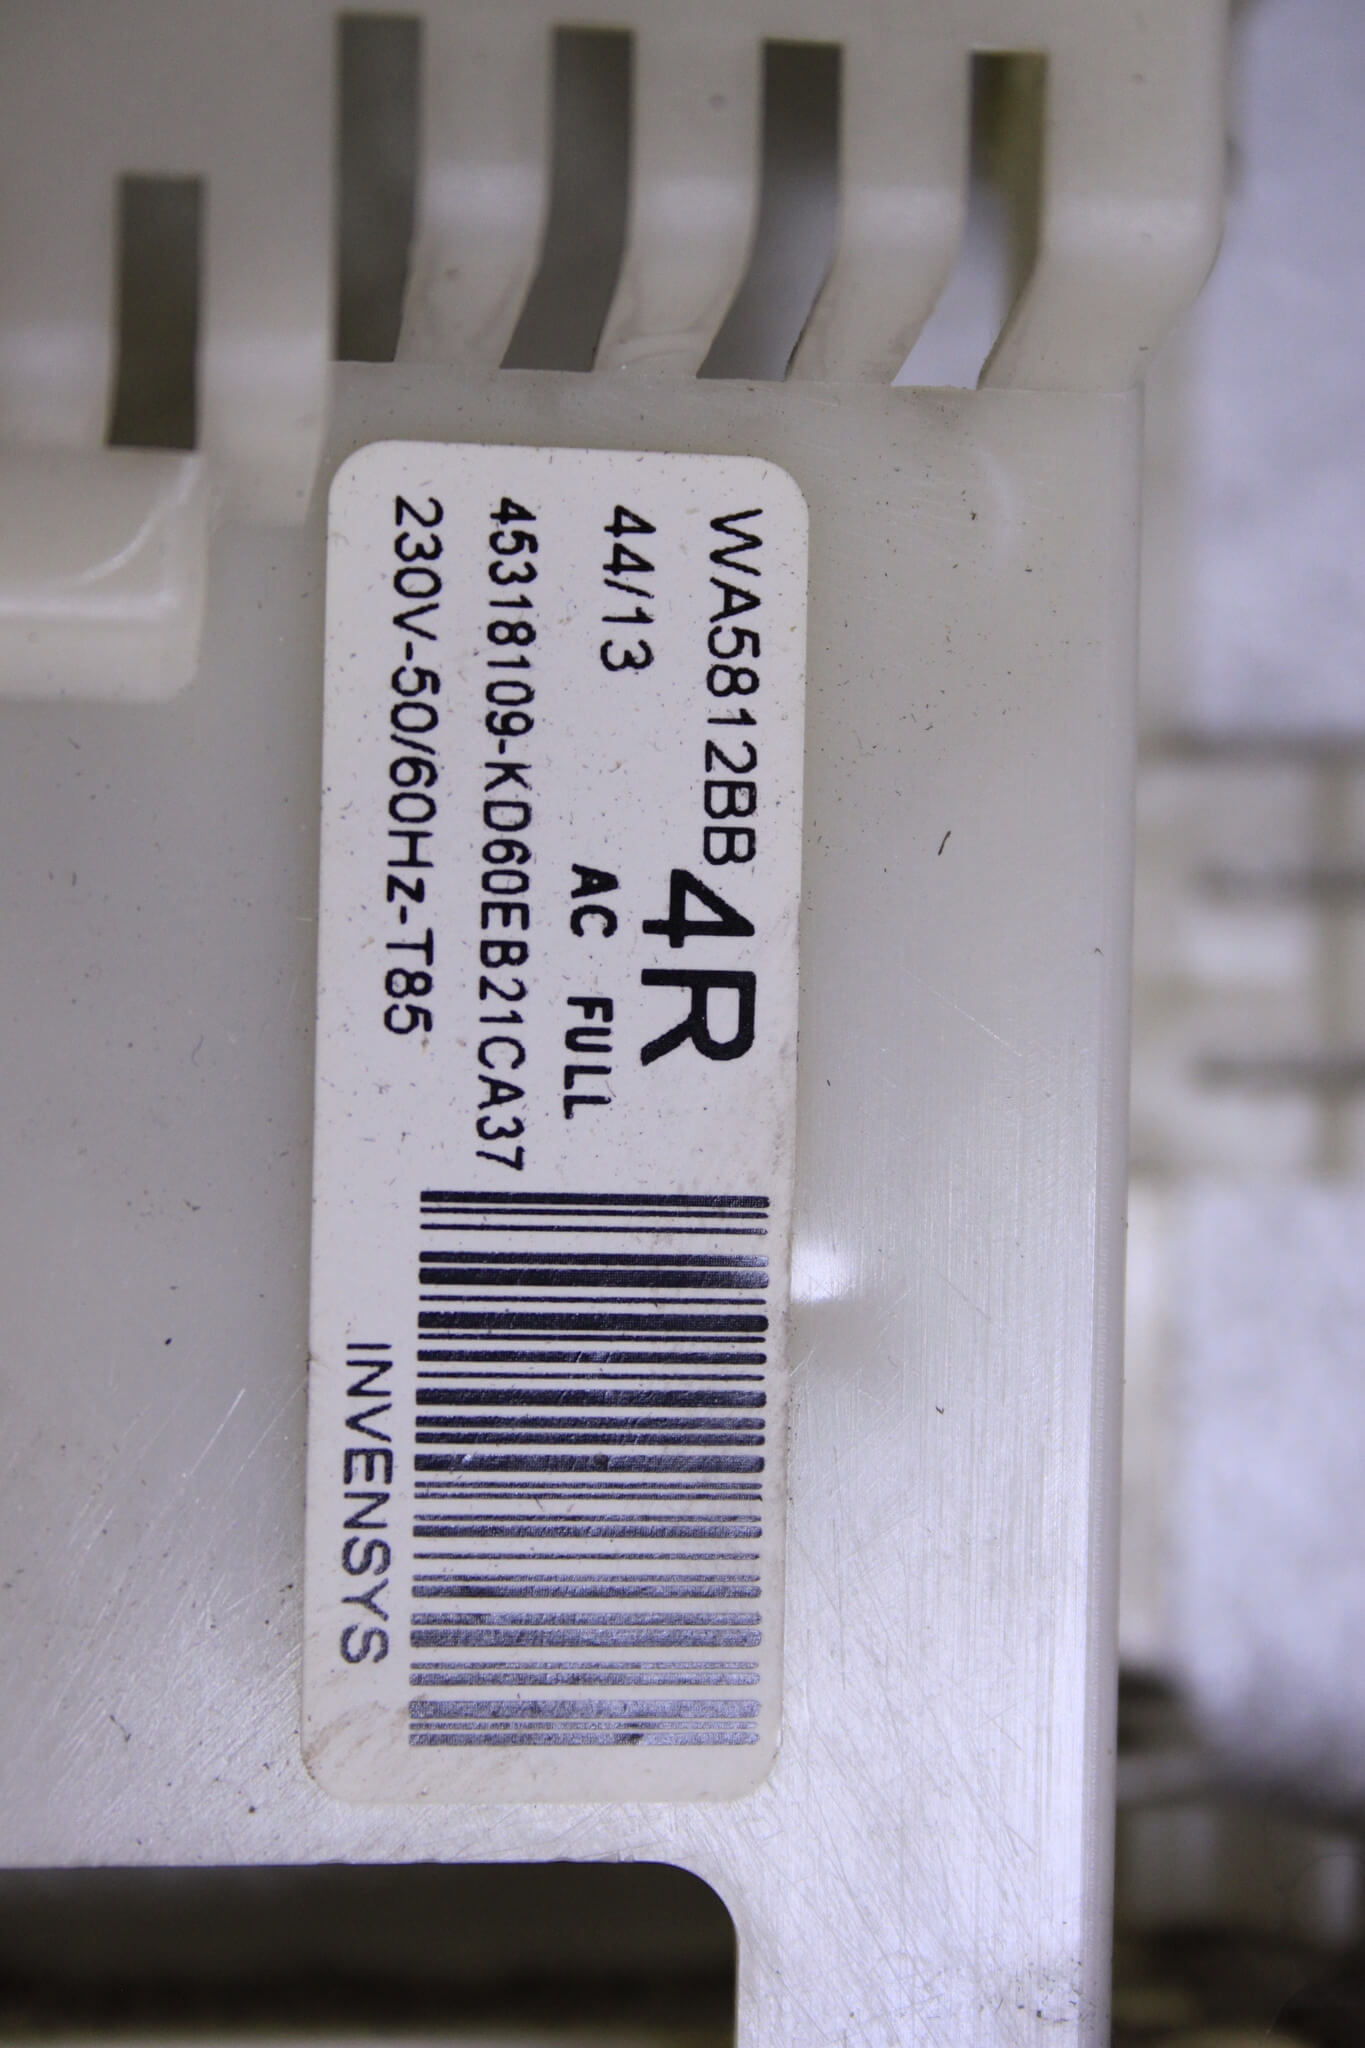 WA5812BB 4R
44/13
AC FULL
45318109-KD60EB21CA37
230V-50/60Hz-T85
INVENSYS